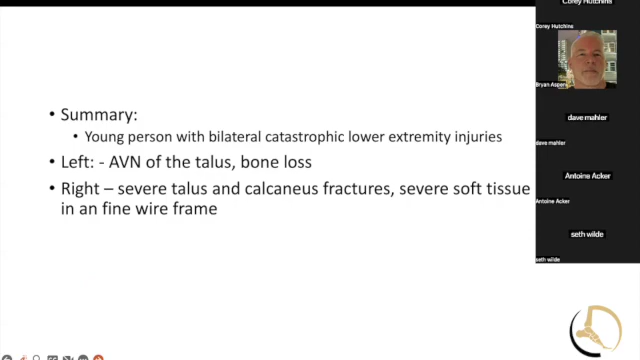 • Summary:
• Young person with bilateral catastrophic lower extremity injuries
• Left: - AVN of the talus, bone loss
• Right – severe talus and calcaneus fractures, severe soft tissue
in an fine wire frame
Corey Hutchins
Corey Hutchins
Bryan Aspero
dave mahler
dave mahler
Antoine Acker
Antoine Acker
seth wilde
seth wilde